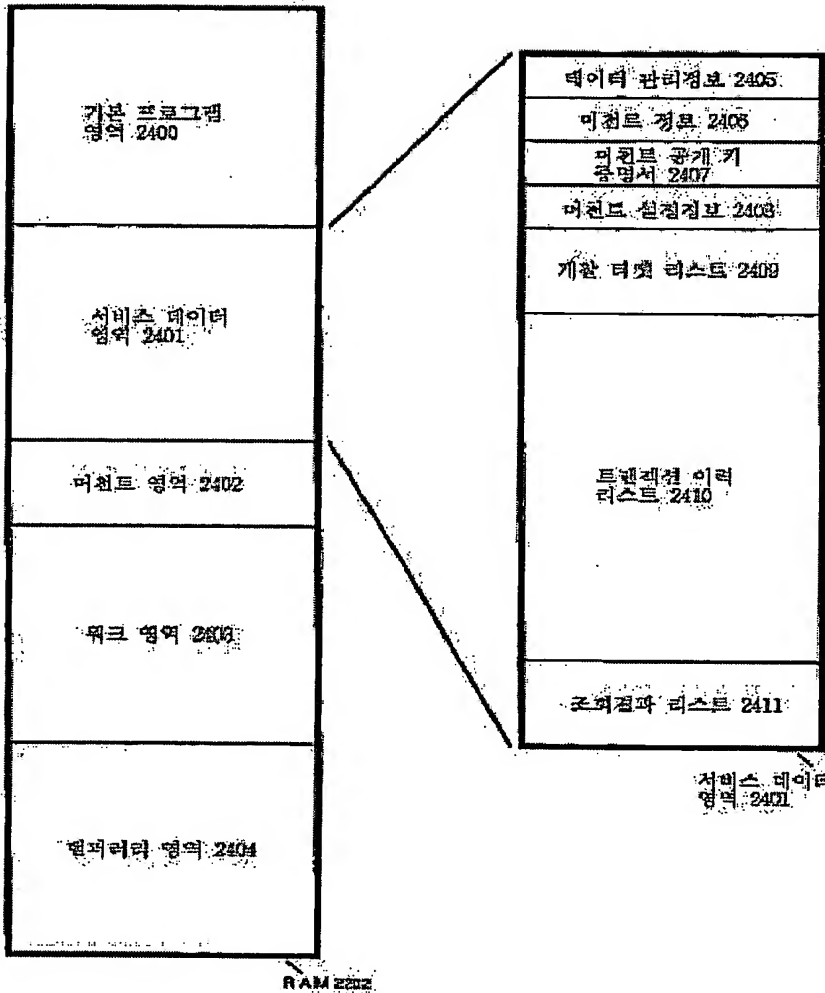 기본 프로그램
영역 2400
서비스 데이터
영역 2401
머천트 영역 2402
워크 영역 2403
템퍼러리 영역 2404
RAM 2202
데이터 관리정보 2405
머천트 정보 2406
머천트 공개 키
증명서 2407
머천트 설정정보 2408
개찰 티켓 리스트 2409
트랜잭션 이력
리스트 2410
조회결과 리스트 2411
서비스 데이터
영역 2401